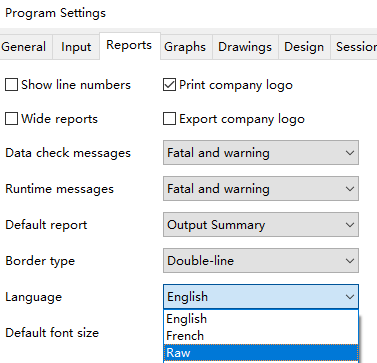 Program Settings
General Input Reports Graphs Drawings Design Session
Show line numbers Print company logo
Wide reports Export company logo
Data check messages Fatal and warning
Runtime messages Fatal and warning
Default report Output Summary
Border type Double-line
Language English
English
French
Default font size
Raw